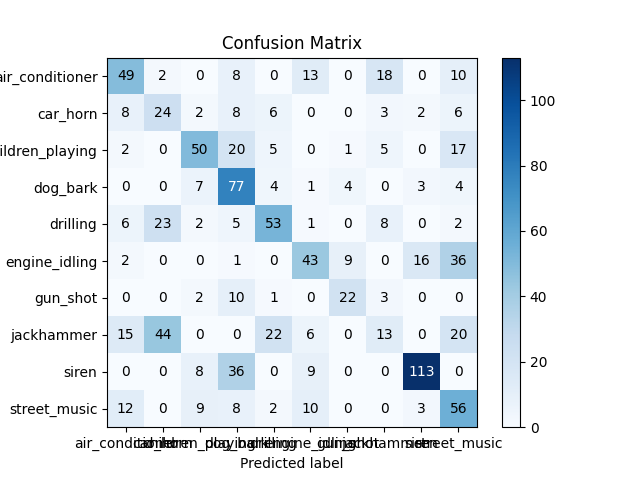 Confusion Matrix
air_conditioner 49 2 0 8 0 13 0 18 0 10
car_horn 8 24 2 8 6 0 0 3 2 6
ildren_playing 2 0 50 20 5 0 1 5 0 17
dog_bark 0 0 7 77 4 1 4 0 3 4
drilling 6 23 2 5 53 1 0 8 0 2
engine_idling 2 0 0 1 0 43 9 0 16 36
gun_shot 0 0 2 10 1 0 22 3 0 0
jackhammer 15 44 0 0 22 6 0 13 0 20
siren 0 0 8 36 0 9 0 0 113 0
street_music 12 0 9 8 2 10 0 0 3 56
street_music
Predicted label
100
80
60
40
20
0